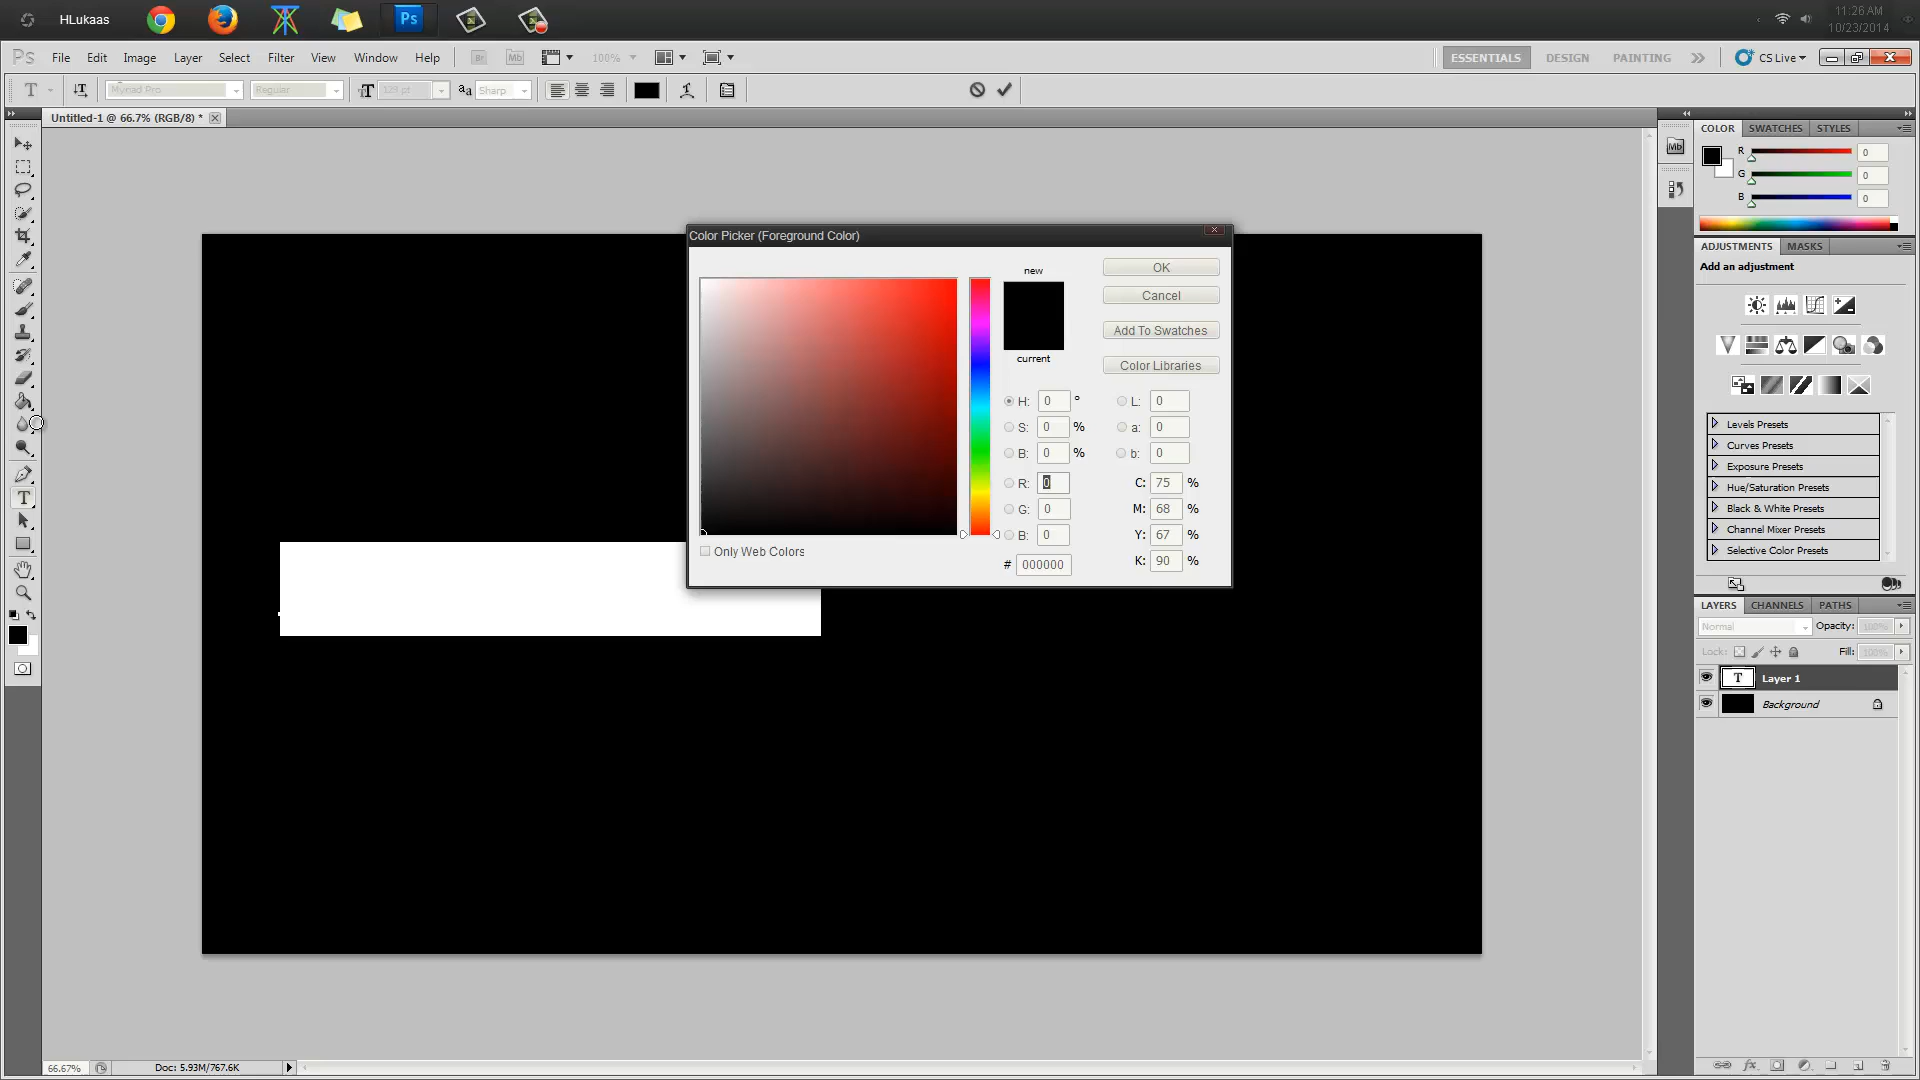 HLukaas
Ps
11:26 AM
10/23/2014
Ps File Edit Image Layer Select Filter View Window Help Br Mb 100% ESSENTIALS DESIGN PAINTING CS Live
T Myriad Pro Regular aa Sharp
Untitled-1 @ 66.7% (RGB/8) *
COLOR SWATCHES STYLES
Mb
R 0
G 0
B 0
ADJUSTMENTS MASKS
Add an adjustment
Levels Presets
Curves Presets
Exposure Presets
Hue/Saturation Presets
Black & White Presets
Channel Mixer Presets
Selective Color Presets
LAYERS CHANNELS PATHS
Normal Opacity: 100%
Lock: Fill: 100%
T Layer 1
Background
Color Picker (Foreground Color)
new
current
OK
Cancel
Add To Swatches
Color Libraries
H: 0 ° L: 0
S: 0 % a: 0
B: 0 % b: 0
R: 0 C: 75 %
G: 0 M: 68 %
B: 0 Y: 67 %
# 000000 K: 90 %
Only Web Colors
T
66.67% Doc: 5.93M/767.6K